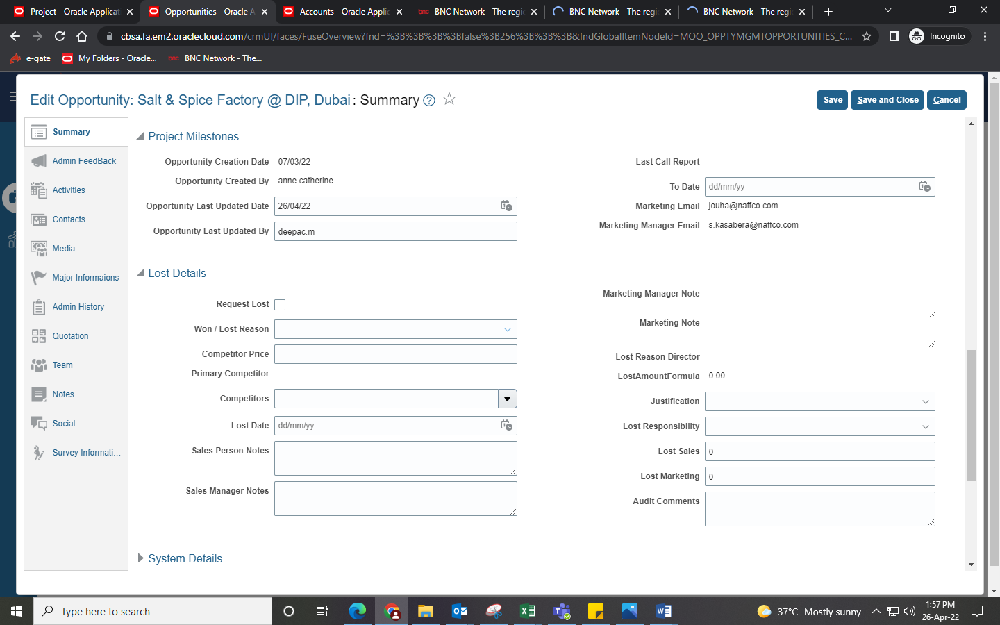 Project - Oracle Applicat
Opportunities - Oracle A
Accounts - Oracle Applic
bnc BNC Network - The regi
BNC Network - The regi
BNC Network - The regi
cbsa.fa.em2.oraclecloud.com/crmUI/faces/FuseOverview?fnd=%3B%3B%3B%3Bfalse%3B256%3B%3B%3B&fndGlobalItemNodeId=MOO_OPPTYMGMTOPPORTUNITIES_C...
Incognito
e-gate
My Folders - Oracle...
bnc BNC Network - The...
Edit Opportunity: Salt & Spice Factory @ DIP, Dubai : Summary
Save
Save and Close
Cancel
Summary
Admin FeedBack
Activities
Contacts
Media
Major Informaions
Admin History
Quotation
Team
Notes
Social
Survey Informati...
Project Milestones
Opportunity Creation Date 07/03/22
Opportunity Created By anne.catherine
Opportunity Last Updated Date 26/04/22
Opportunity Last Updated By deepac.m
Last Call Report
To Date dd/mm/yy
Marketing Email jouha@naffco.com
Marketing Manager Email s.kasabera@naffco.com
Lost Details
Request Lost
Won / Lost Reason
Competitor Price
Primary Competitor
Competitors
Lost Date dd/mm/yy
Sales Person Notes
Sales Manager Notes
Marketing Manager Note
Marketing Note
Lost Reason Director
LostAmountFormula 0.00
Justification
Lost Responsibility
Lost Sales 0
Lost Marketing 0
Audit Comments
System Details
Type here to search
37°C Mostly sunny
1:57 PM
26-Apr-22